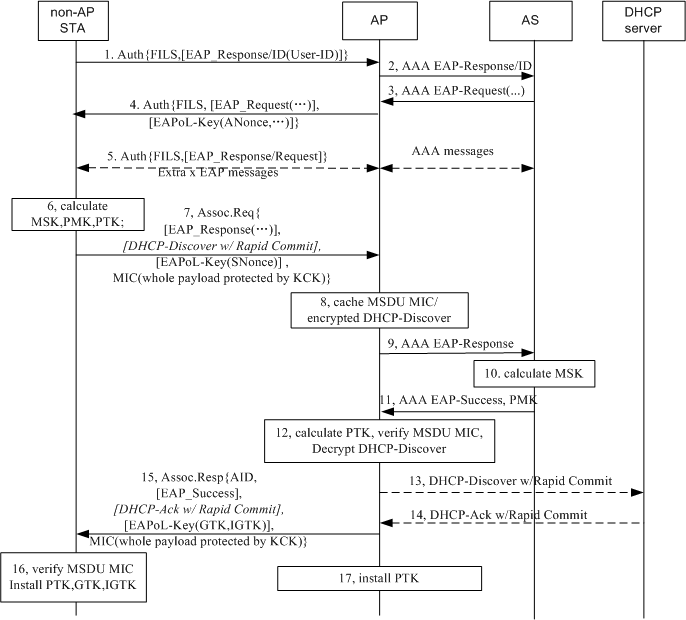 non-AP
STA
AP
AS
DHCP
server
1. Auth{FILS,[EAP_Response/ID(User-ID)]}
2, AAA EAP-Response/ID
3, AAA EAP-Request(...)
4. Auth{FILS, [EAP_Request(⋯)],
[EAPoL-Key(ANonce,⋯)]}
5. Auth{FILS,[EAP_Response/Request]}
Extra x EAP messages
AAA messages
6, calculate
MSK,PMK,PTK;
7, Assoc.Req{
[EAP_Response(⋯)],
[DHCP-Discover w/ Rapid Commit],
[EAPoL-Key(SNonce)] ,
MIC(whole payload protected by KCK)}
8, cache MSDU MIC/
encrypted DHCP-Discover
9, AAA EAP-Response
10. calculate MSK
11, AAA EAP-Success, PMK
12, calculate PTK, verify MSDU MIC,
Decrypt DHCP-Discover
13, DHCP-Discover w/Rapid Commit
14, DHCP-Ack w/Rapid Commit
15, Assoc.Resp{AID,
[EAP_Success],
[DHCP-Ack w/ Rapid Commit],
[EAPoL-Key(GTK,IGTK)],
MIC(whole payload protected by KCK)}
16, verify MSDU MIC
Install PTK,GTK,IGTK
17, install PTK